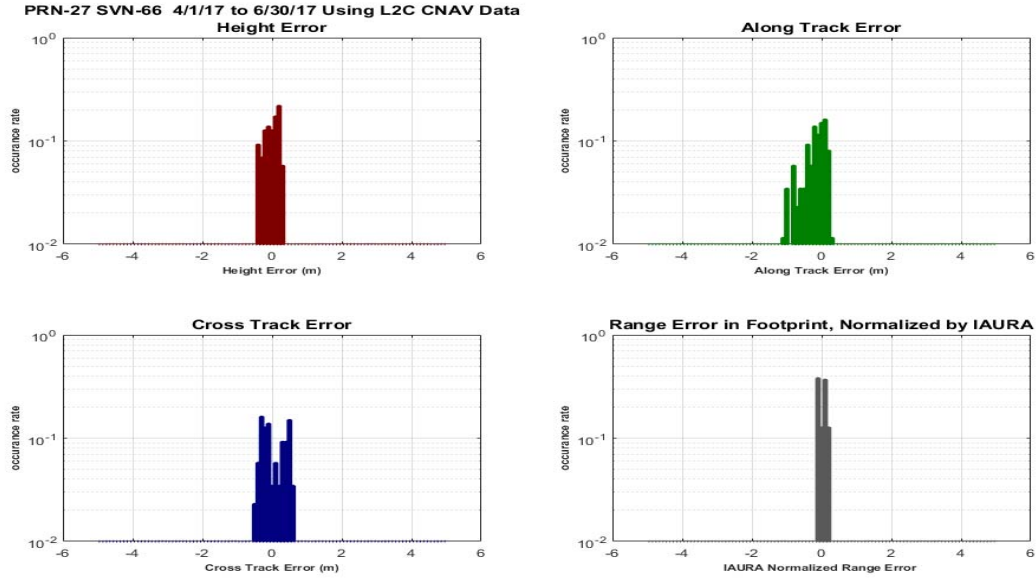 PRN-27 SVN-66 4/1/17 to 6/30/17 Using L2C CNAV Data
Height Error
10^0
10^-1
10^-2
occurance rate
-6 -4 -2 0 2 4 6
Height Error (m)
Along Track Error
10^0
10^-1
10^-2
occurance rate
-6 -4 -2 0 2 4 6
Along Track Error (m)
Cross Track Error
10^0
10^-1
10^-2
occurance rate
-6 -4 -2 0 2 4 6
Cross Track Error (m)
Range Error in Footprint, Normalized by IAURA
10^0
10^-1
10^-2
occurance rate
-6 -4 -2 0 2 4 6
IAURA Normalized Range Error